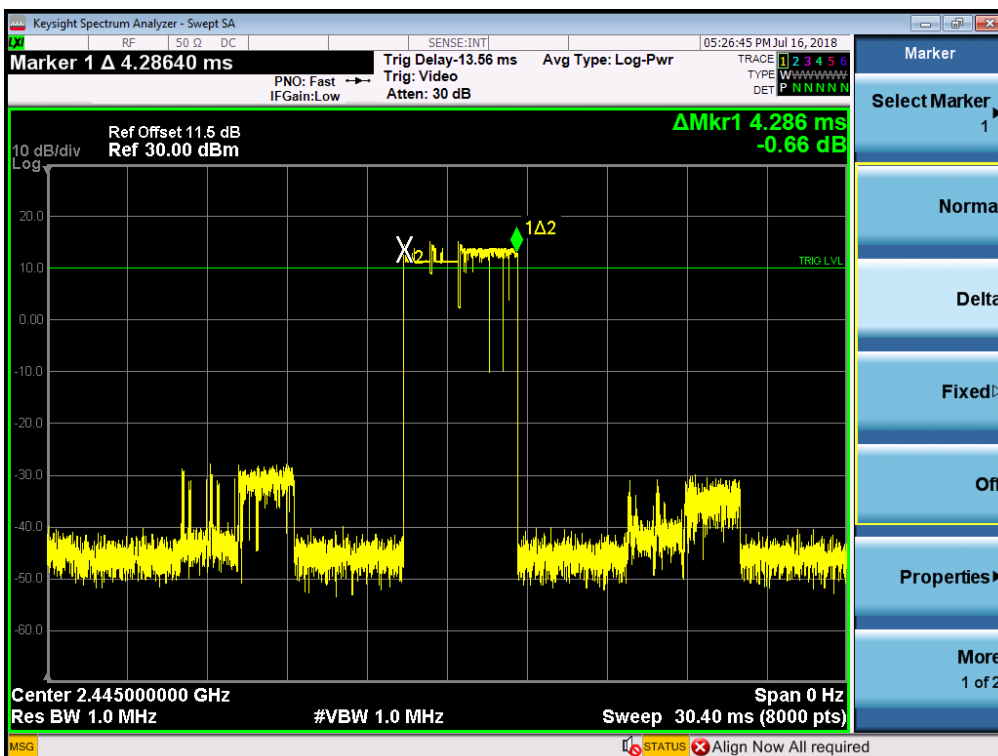 Keysight Spectrum Analyzer - Swept SA
LXI
RF 50 Ω DC SENSE:INT 05:26:45 PM Jul 16, 2018
Marker 1 Δ 4.28640 ms
PNO: Fast
IFGain:Low
Trig Delay-13.56 ms
Trig: Video
Atten: 30 dB
Avg Type: Log-Pwr
TRACE 1 2 3 4 5 6
TYPE WWWWWW
DET P N N N N N
ΔMkr1 4.286 ms
-0.66 dB
Ref Offset 11.5 dB
10 dB/div Ref 30.00 dBm
Log
20.0
10.0
0.00
-10.0
-20.0
-30.0
-40.0
-50.0
-60.0
X2
1Δ2
TRIG LVL
Center 2.445000000 GHz
Span 0 Hz
Res BW 1.0 MHz
#VBW 1.0 MHz
Sweep 30.40 ms (8000 pts)
MSG
STATUS
Align Now All required
Marker
Select Marker
1
Norma
Delta
Fixed
Off
Properties
More
1 of 2